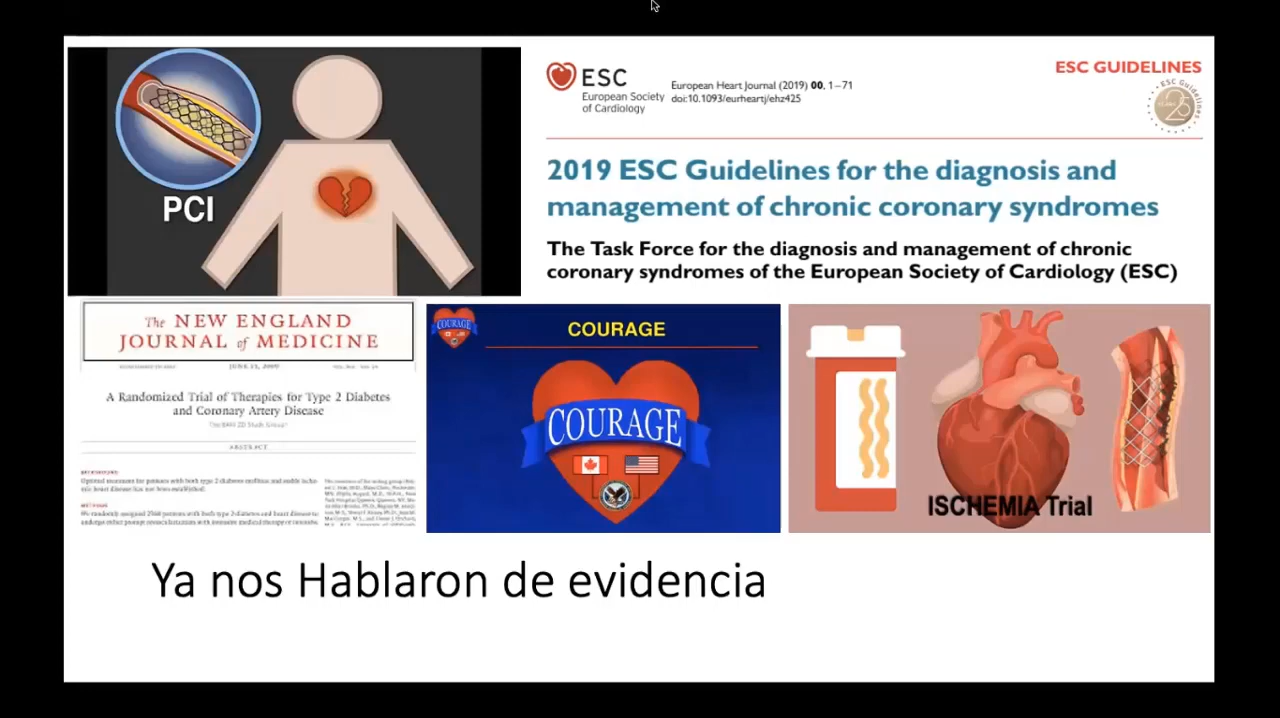 PCI
ESC
European Society
of Cardiology
European Heart Journal (2019) 00, 1–71
doi:10.1093/eurheartj/ehz425
ESC GUIDELINES
2019 ESC Guidelines for the diagnosis and
management of chronic coronary syndromes
The Task Force for the diagnosis and management of chronic
coronary syndromes of the European Society of Cardiology (ESC)
The NEW ENGLAND
JOURNAL of MEDICINE
A Randomized Trial of Therapies for Type 2 Diabetes
and Coronary Artery Disease
ABSTRACT
COURAGE
COURAGE
COURAGE
ISCHEMIA Trial
Ya nos Hablaron de evidencia